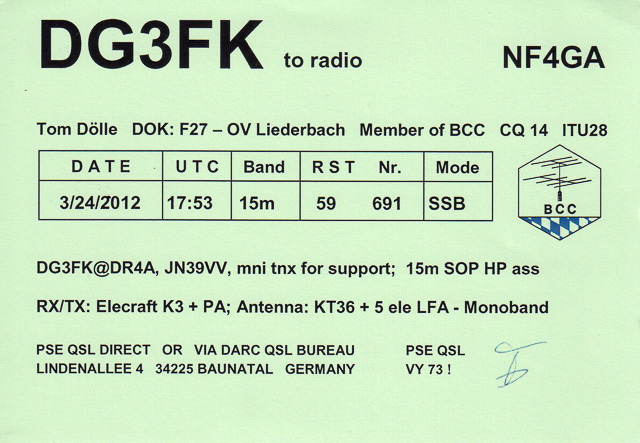 DG3FK to radio NF4GA
Tom Dölle DOK: F27 – OV Liederbach Member of BCC CQ 14 ITU28
DATE UTC Band RST Nr. Mode
3/24/2012 17:53 15m 59 691 SSB
BCC
DG3FK@DR4A, JN39VV, mni tnx for support; 15m SOP HP ass
RX/TX: Elecraft K3 + PA; Antenna: KT36 + 5 ele LFA - Monoband
PSE QSL DIRECT OR VIA DARC QSL BUREAU PSE QSL
LINDENALLEE 4 34225 BAUNATAL GERMANY VY 73 !